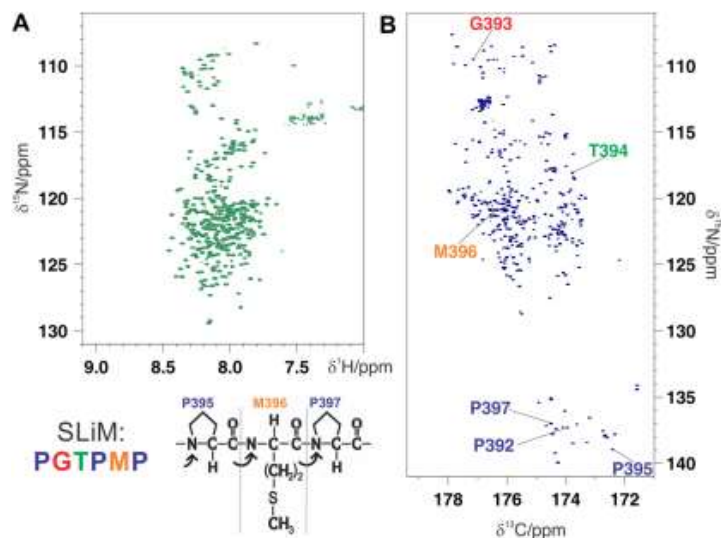 A
110
115
120
125
130
δ¹⁵N/ppm
9.0 8.5 8.0 7.5 δ¹H/ppm
B
G393
T394
M396
P397
P392
P395
110
115
120
125
130
135
140
δ¹⁵N/ppm
178 176 174 172
δ¹³C/ppm
SLiM:
PGTPMP
P395 M396 P397
O H O O
N C C N C C N C C
H H
(CH₂)₂
S
CH₃